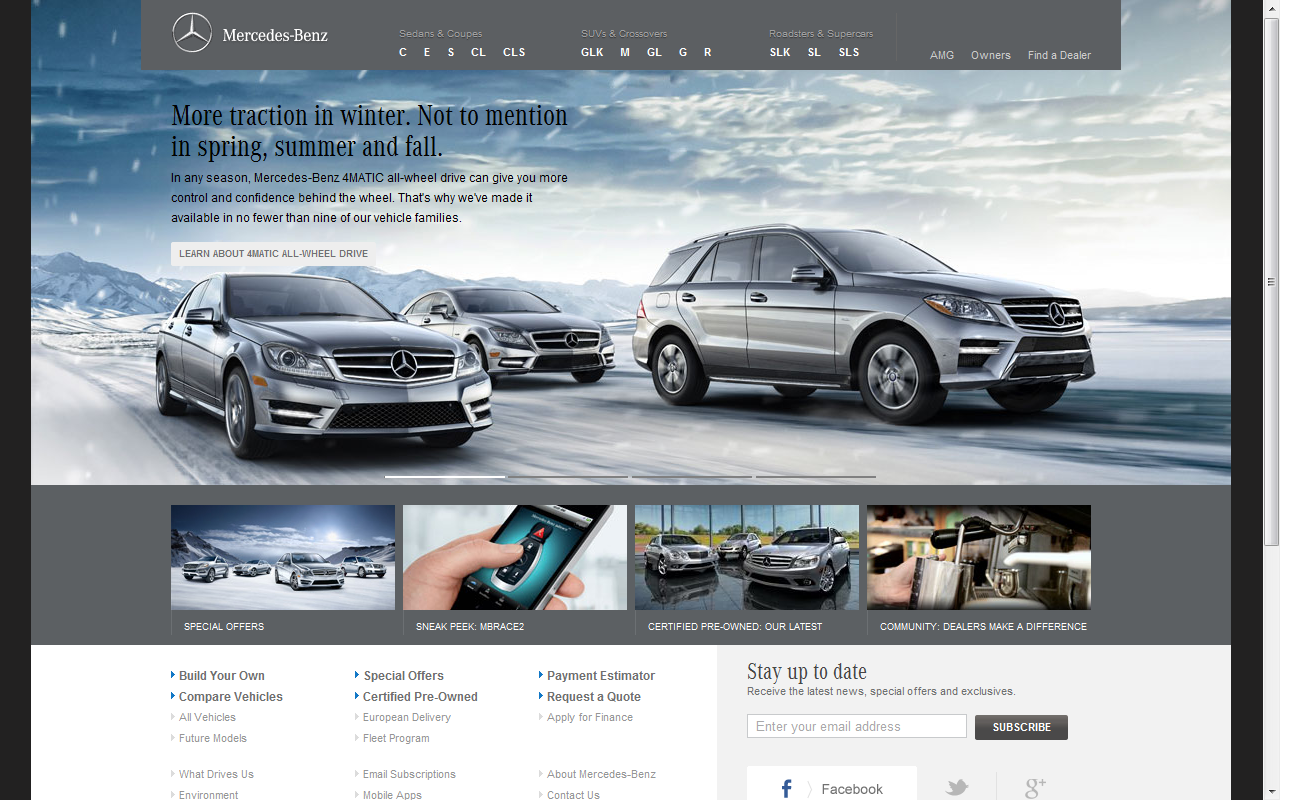 Mercedes-Benz
Sedans & Coupes
C E S CL CLS
SUVs & Crossovers
GLK M GL G R
Roadsters & Supercars
SLK SL SLS
AMG Owners Find a Dealer
More traction in winter. Not to mention
in spring, summer and fall.
In any season, Mercedes-Benz 4MATIC all-wheel drive can give you more
control and confidence behind the wheel. That's why we've made it
available in no fewer than nine of our vehicle families.
LEARN ABOUT 4MATIC ALL-WHEEL DRIVE
SPECIAL OFFERS
SNEAK PEEK: MBRACE2
CERTIFIED PRE-OWNED: OUR LATEST
COMMUNITY: DEALERS MAKE A DIFFERENCE
Build Your Own
Compare Vehicles
All Vehicles
Future Models
What Drives Us
Environment
Special Offers
Certified Pre-Owned
European Delivery
Fleet Program
Email Subscriptions
Mobile Apps
Payment Estimator
Request a Quote
Apply for Finance
About Mercedes-Benz
Contact Us
Stay up to date
Receive the latest news, special offers and exclusives.
Enter your email address
SUBSCRIBE
Facebook